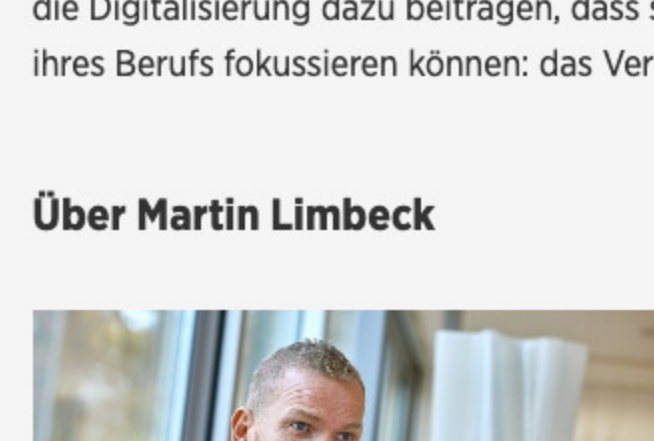 die Digitalisierung dazu beitragen, dass
ihres Berufs fokussieren können: das
Über Martin Limbeck